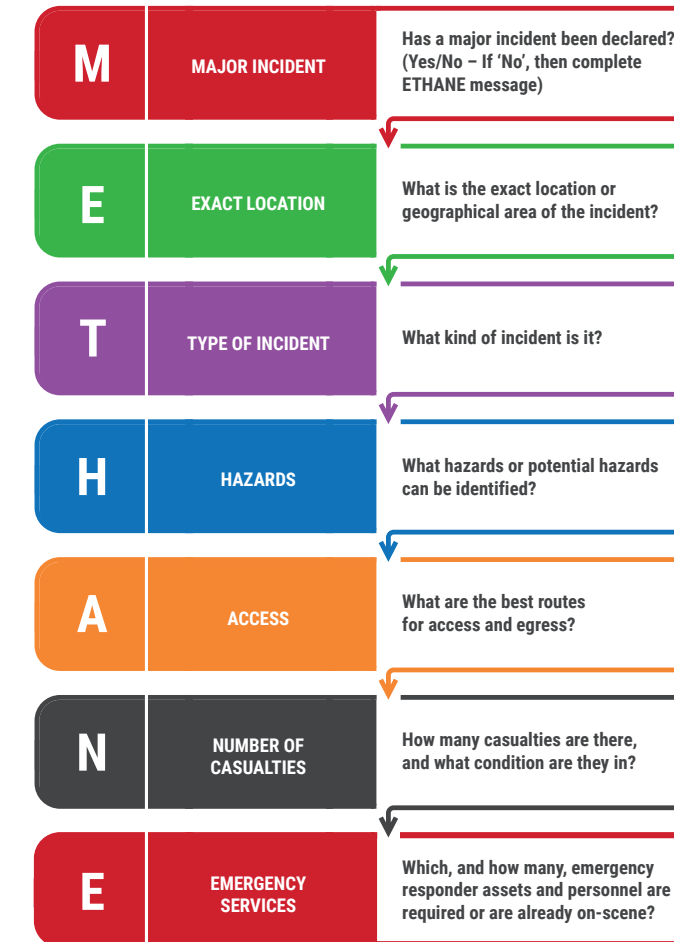 M
MAJOR INCIDENT
Has a major incident been declared?
(Yes/No – If ‘No’, then complete
ETHANE message)
E
EXACT LOCATION
What is the exact location or
geographical area of the incident?
T
TYPE OF INCIDENT
What kind of incident is it?
H
HAZARDS
What hazards or potential hazards
can be identified?
A
ACCESS
What are the best routes
for access and egress?
N
NUMBER OF
CASUALTIES
How many casualties are there,
and what condition are they in?
E
EMERGENCY
SERVICES
Which, and how many, emergency
responder assets and personnel are
required or are already on-scene?